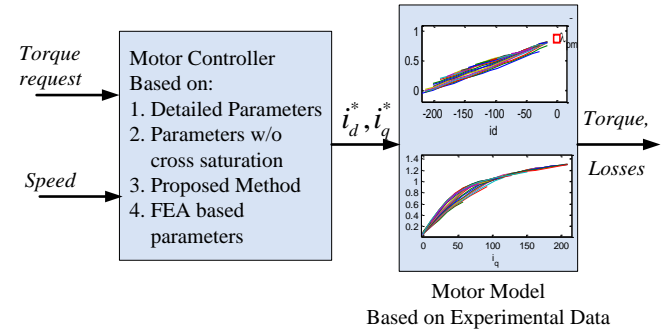 Torque
request
Speed
Motor Controller
Based on:
1. Detailed Parameters
2. Parameters w/o
cross saturation
3. Proposed Method
4. FEA based
parameters
i*d, i*q
1
0.5
0
-200 -150 -100 -50 0
id
1.4
1.2
1
0.8
0.6
0.4
0.2
0 50 100 150 200
iq
Torque,
Losses
Motor Model
Based on Experimental Data